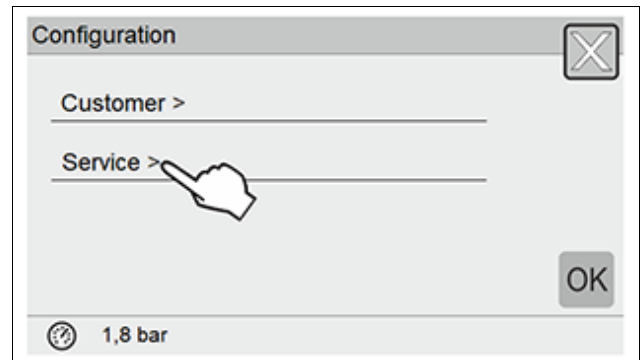 Configuration
X
Customer >
Service >
OK
1,8 bar